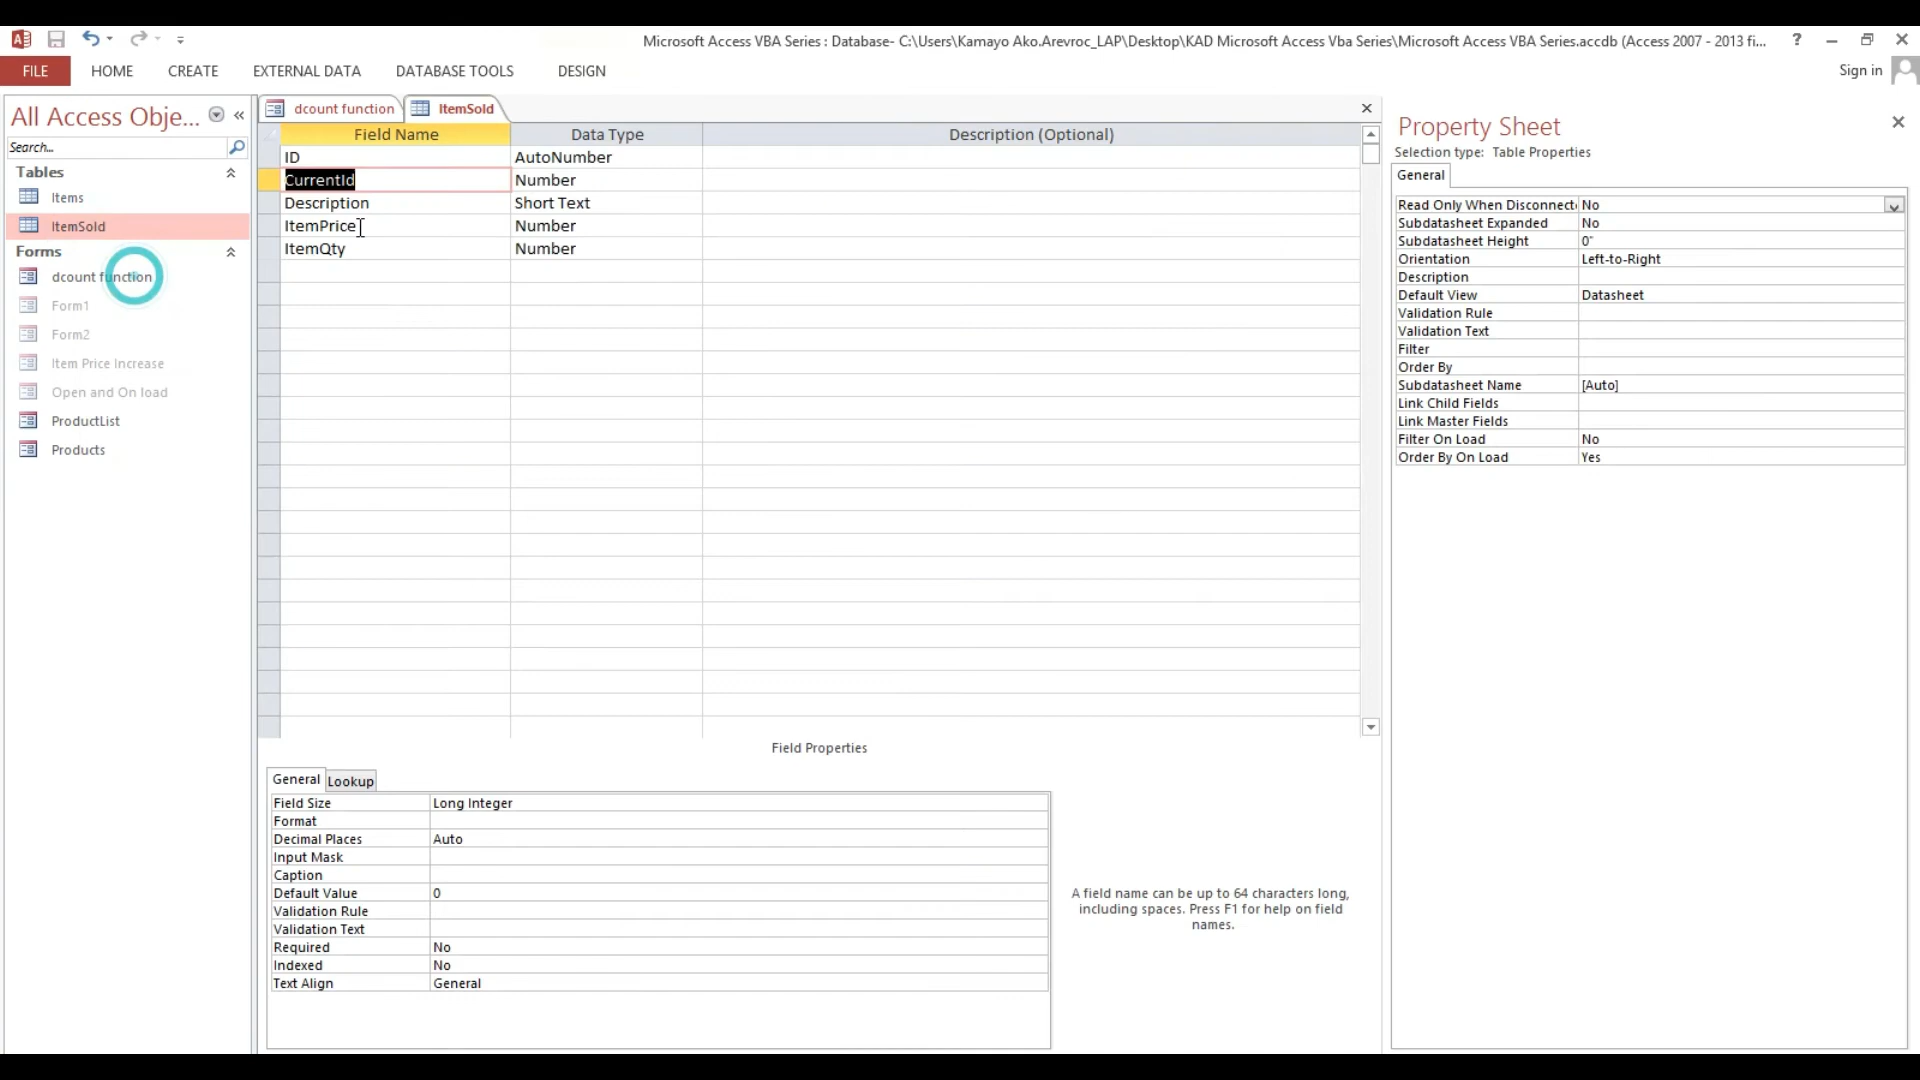 Microsoft Access VBA Series : Database- C:\Users\Kamayo Ako.Arevroc_LAP\Desktop\KAD Microsoft Access Vba Series\Microsoft Access VBA Series.accdb (Access 2007 - 2013 fi...
FILE HOME CREATE EXTERNAL DATA DATABASE TOOLS DESIGN Sign in
All Access Obje...
Search...
Tables
Items
ItemSold
Forms
dcount function
Form1
Form2
Item Price Increase
Open and On load
ProductList
Products
dcount function ItemSold
Field Name Data Type Description (Optional)
ID AutoNumber
CurrentId Number
Description Short Text
ItemPrice Number
ItemQty Number
Field Properties
General Lookup
Field Size Long Integer
Format
Decimal Places Auto
Input Mask
Caption
Default Value 0
Validation Rule
Validation Text
Required No
Indexed No
Text Align General
A field name can be up to 64 characters long,
including spaces. Press F1 for help on field
names.
Property Sheet
Selection type: Table Properties
General
Read Only When Disconnect No
Subdatasheet Expanded No
Subdatasheet Height 0"
Orientation Left-to-Right
Description
Default View Datasheet
Validation Rule
Validation Text
Filter
Order By
Subdatasheet Name [Auto]
Link Child Fields
Link Master Fields
Filter On Load No
Order By On Load Yes